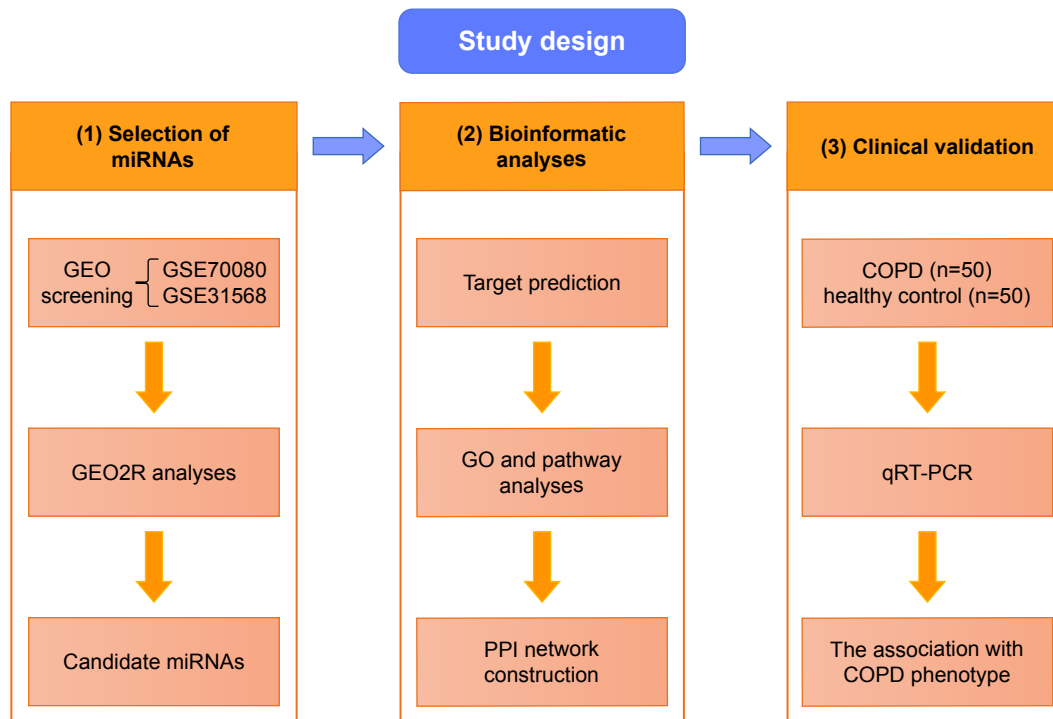 Study design
(1) Selection of
miRNAs
GEO
screening
GSE70080
GSE31568
GEO2R analyses
Candidate miRNAs
(2) Bioinformatic
analyses
Target prediction
GO and pathway
analyses
PPI network
construction
(3) Clinical validation
COPD (n=50)
healthy control (n=50)
qRT-PCR
The association with
COPD phenotype